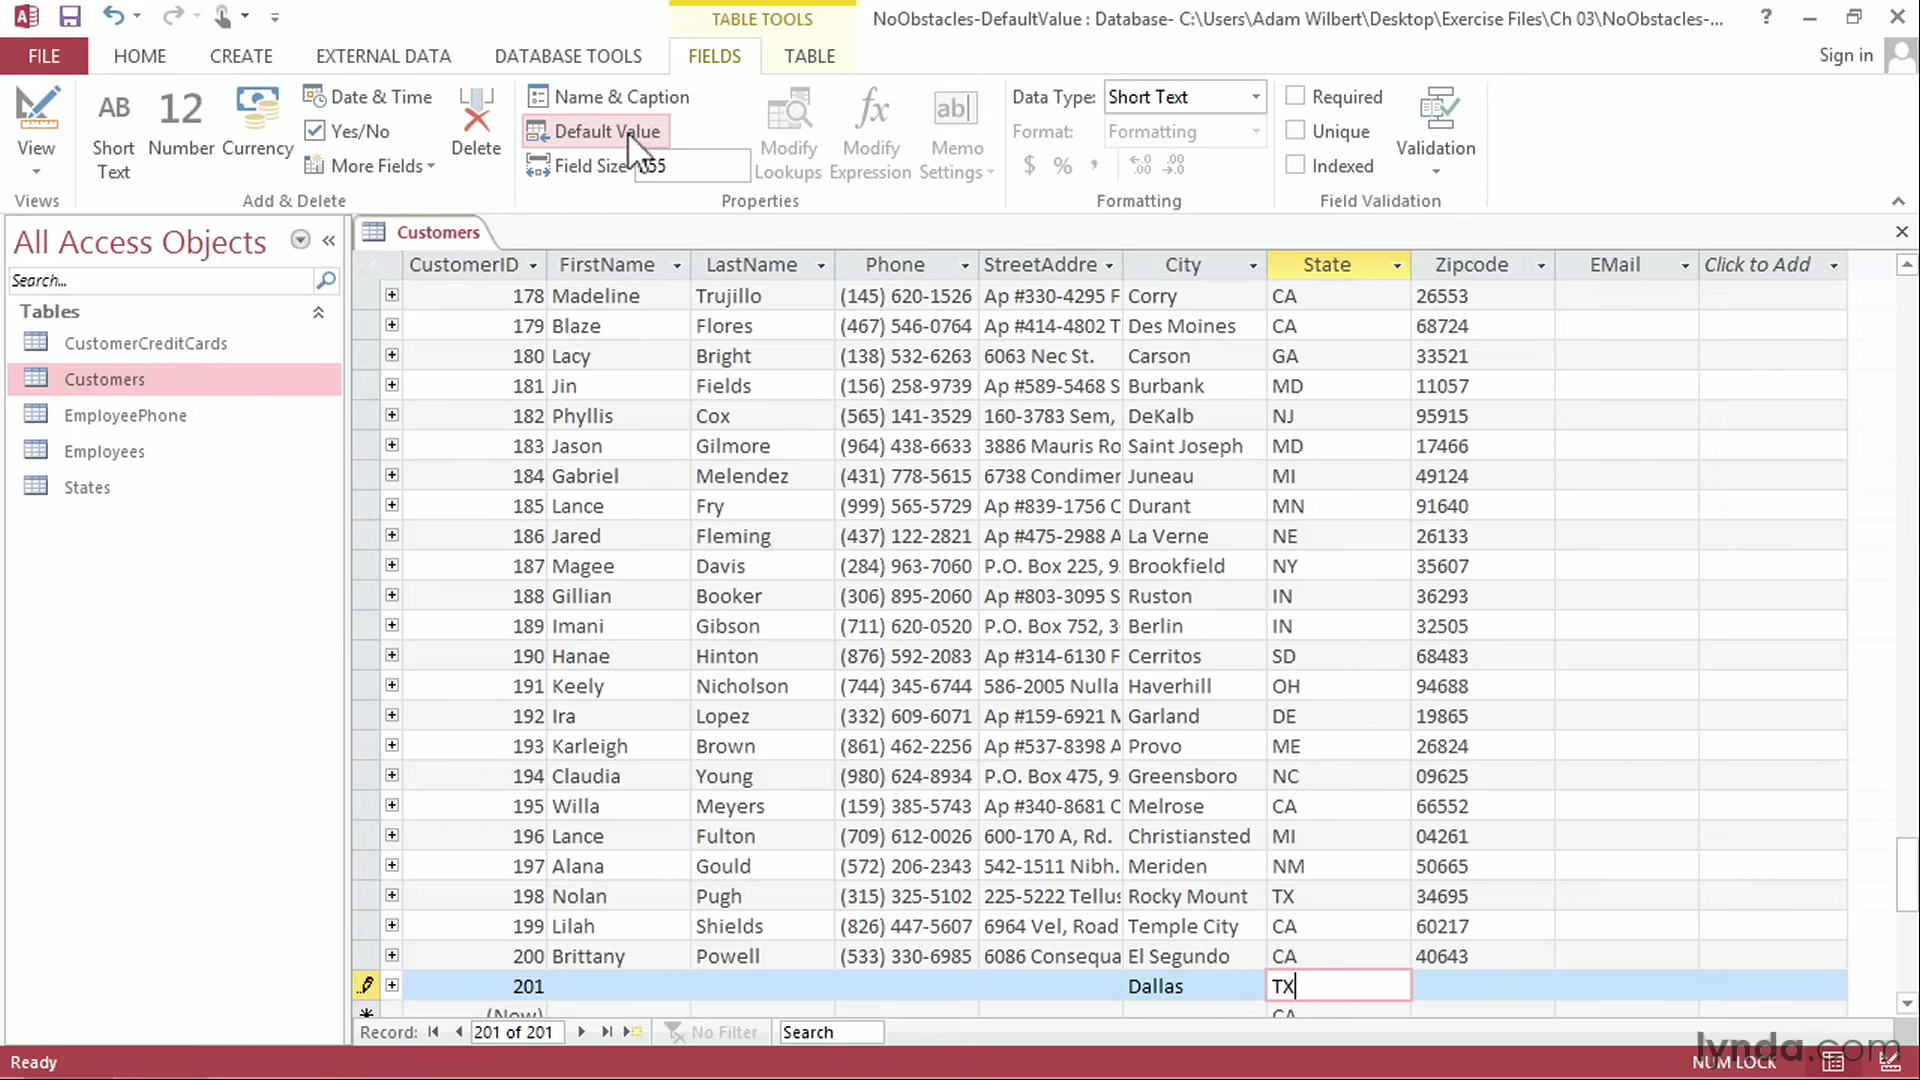 TABLE TOOLS
NoObstacles-DefaultValue : Database- C:\Users\Adam Wilbert\Desktop\Exercise Files\Ch 03\NoObstacles-...
FILE HOME CREATE EXTERNAL DATA DATABASE TOOLS FIELDS TABLE Sign in
View
Views
AB Short Text
12 Number
Currency
Date & Time
Yes/No
More Fields
Delete
Add & Delete
Name & Caption
Default Value
Field Size
Modify Lookups
fx Modify Expression
ab| Memo Settings
Properties
Data Type: Short Text
Format: Formatting
$ % , .00 .00
Formatting
Required
Unique
Indexed
Validation
Field Validation
All Access Objects
Search...
Tables
CustomerCreditCards
Customers
EmployeePhone
Employees
States
Customers
CustomerID FirstName LastName Phone StreetAddre City State Zipcode EMail Click to Add
178 Madeline Trujillo (145) 620-1526 Ap #330-4295 F Corry CA 26553
179 Blaze Flores (467) 546-0764 Ap #414-4802 T Des Moines CA 68724
180 Lacy Bright (138) 532-6263 6063 Nec St. Carson GA 33521
181 Jin Fields (156) 258-9739 Ap #589-5468 S Burbank MD 11057
182 Phyllis Cox (565) 141-3529 160-3783 Sem, DeKalb NJ 95915
183 Jason Gilmore (964) 438-6633 3886 Mauris Ro Saint Joseph MD 17466
184 Gabriel Melendez (431) 778-5615 6738 Condimer Juneau MI 49124
185 Lance Fry (999) 565-5729 Ap #839-1756 C Durant MN 91640
186 Jared Fleming (437) 122-2821 Ap #475-2988 A La Verne NE 26133
187 Magee Davis (284) 963-7060 P.O. Box 225, 9 Brookfield NY 35607
188 Gillian Booker (306) 895-2060 Ap #803-3095 S Ruston IN 36293
189 Imani Gibson (711) 620-0520 P.O. Box 752, 3 Berlin IN 32505
190 Hanae Hinton (876) 592-2083 Ap #314-6130 F Cerritos SD 68483
191 Keely Nicholson (744) 345-6744 586-2005 Nulla Haverhill OH 94688
192 Ira Lopez (332) 609-6071 Ap #159-6921 M Garland DE 19865
193 Karleigh Brown (861) 462-2256 Ap #537-8398 A Provo ME 26824
194 Claudia Young (980) 624-8934 P.O. Box 475, 9 Greensboro NC 09625
195 Willa Meyers (159) 385-5743 Ap #340-8681 C Melrose CA 66552
196 Lance Fulton (709) 612-0026 600-170 A, Rd. Christiansted MI 04261
197 Alana Gould (572) 206-2343 542-1511 Nibh. Meriden NM 50665
198 Nolan Pugh (315) 325-5102 225-5222 Tellus Rocky Mount TX 34695
199 Lilah Shields (826) 447-5607 6964 Vel, Road Temple City CA 60217
200 Brittany Powell (533) 330-6985 6086 Consequa El Segundo CA 40643
201 Dallas TX
(New) CA
Record: 201 of 201 No Filter Search
Ready NUM LOCK
lynda.com